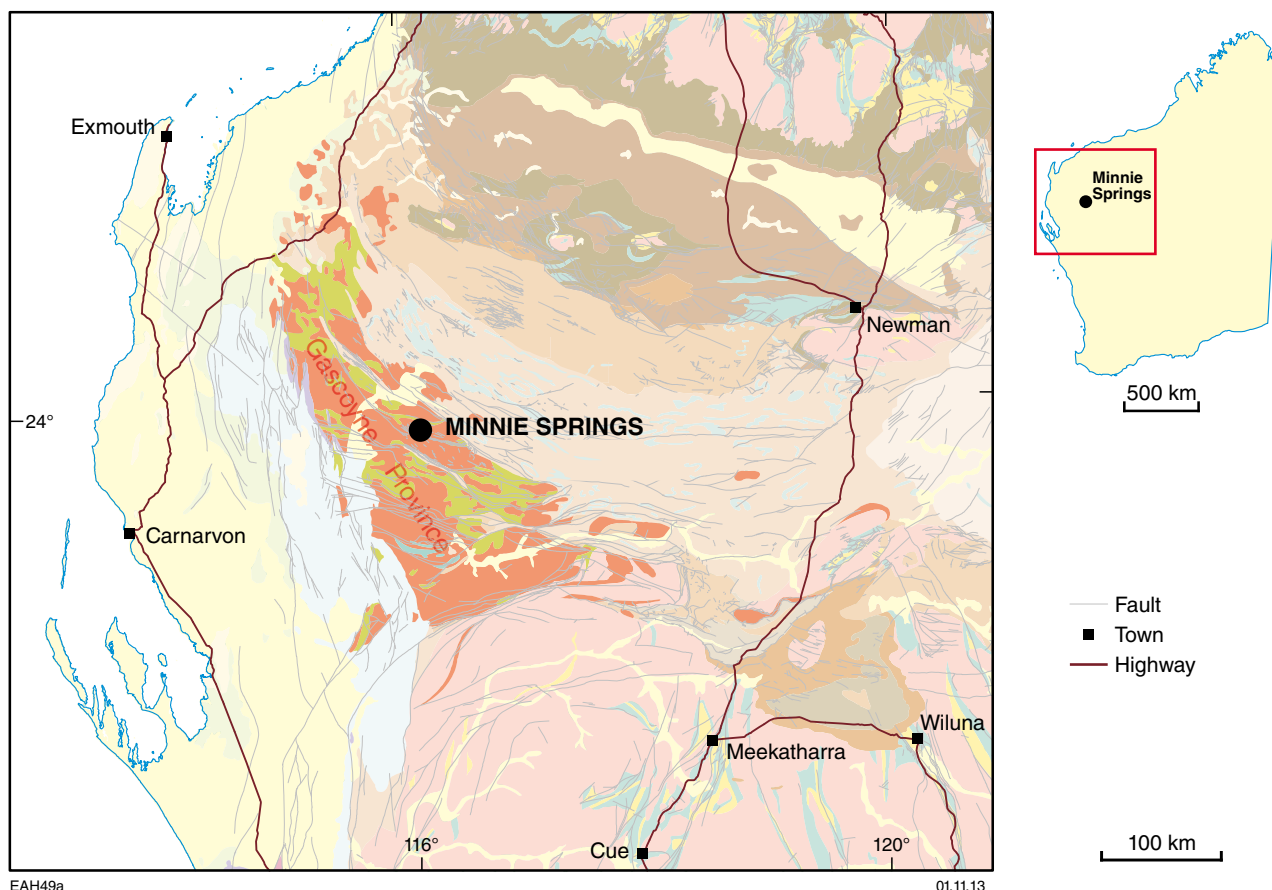 Exmouth
Minnie
Springs
Newman
500 km
Gascoyne
Province
24°
MINNIE SPRINGS
Carnarvon
Fault
Town
Highway
Wiluna
Meekatharra
116°
120°
Cue
100 km
EAH49a
01.11.13